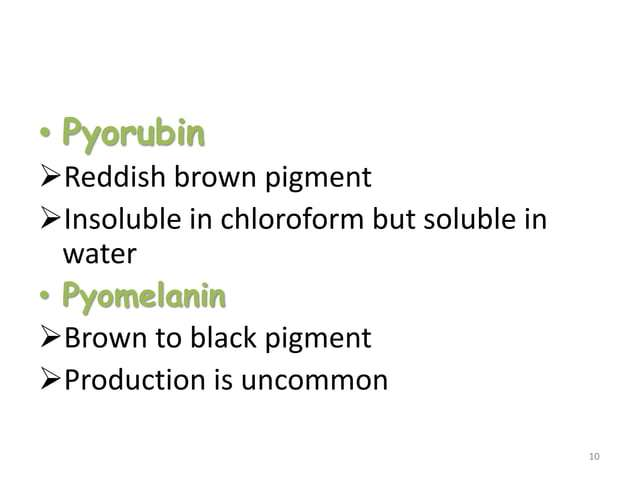 • Pyorubin
➢Reddish brown pigment
➢Insoluble in chloroform but soluble in
water
• Pyomelanin
➢Brown to black pigment
➢Production is uncommon
10